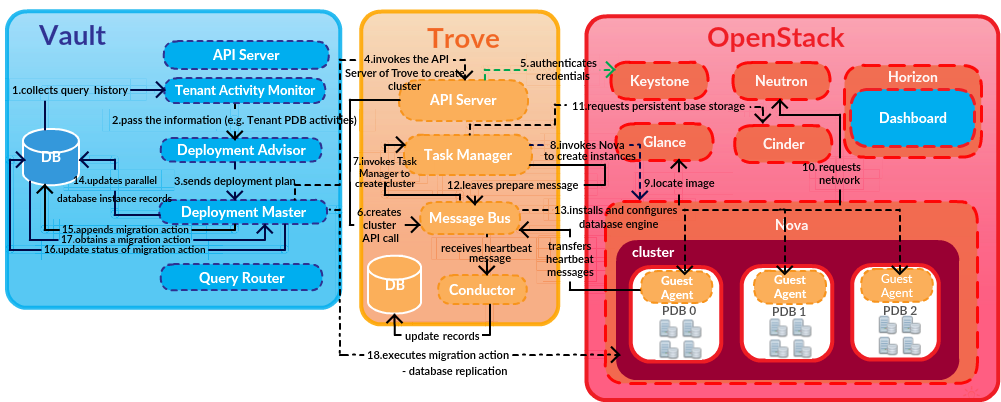 Vault
API Server
1.collects query history
Tenant Activity Monitor
2.pass the information (e.g. Tenant PDB activities)
Deployment Advisor
DB
14.updates parallel
database instance records
3.sends deployment plan
Deployment Master
15.appends migration action
17.obtains a migration action
16.update status of migration action
Query Router
Trove
4.invokes the API
Server of Trove to create
cluster
API Server
5.authenticates
credentials
Task Manager
7.invokes Task
Manager to
create cluster
8.invokes Nova
to create instances
12.leaves prepare message
6.creates
cluster
API call
Message Bus
13.installs and configures
database engine
receives heartbeat
message
transfers
heartbeat
messages
DB
Conductor
update records
18.executes migration action
- database replication
OpenStack
Keystone
Neutron
Horizon
Dashboard
11.requests persistent base storage
Glance
Cinder
9.locate image
10.requests
network
Nova
cluster
Guest
Agent
PDB 0
Guest
Agent
PDB 1
Guest
Agent
PDB 2